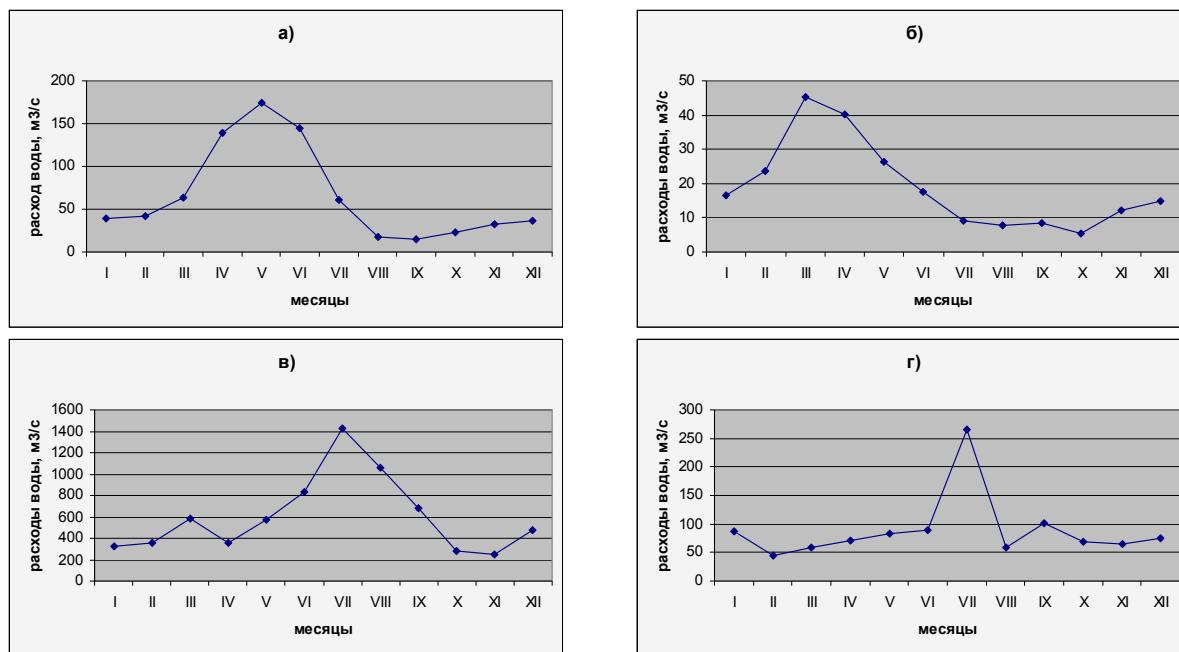 а)
расход воды, м3/с
200
150
100
50
0
I II III IV V VI VII VIII IX X XI XII
месяцы
б)
расходы воды, м3/с
50
40
30
20
10
0
I II III IV V VI VII VIII IX X XI XII
месяцы
в)
расходы воды, м3/с
1600
1400
1200
1000
800
600
400
200
0
I II III IV V VI VII VIII IX X XI XII
месяцы
г)
расходы воды, м3/с
300
250
200
150
100
50
0
I II III IV V VI VII VIII IX X XI XII
месяцы